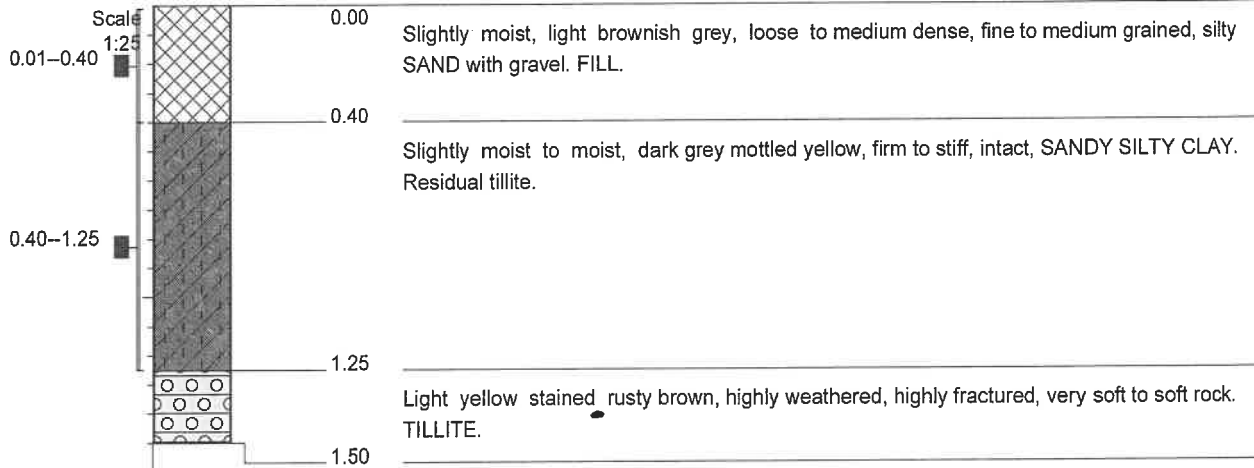 Scale
1:25
0.01--0.40
0.00
Slightly moist, light brownish grey, loose to medium dense, fine to medium grained, silty
SAND with gravel. FILL.
0.40
Slightly moist to moist, dark grey mottled yellow, firm to stiff, intact, SANDY SILTY CLAY.
Residual tillite.
0.40--1.25
1.25
Light yellow stained rusty brown, highly weathered, highly fractured, very soft to soft rock.
TILLITE.
1.50